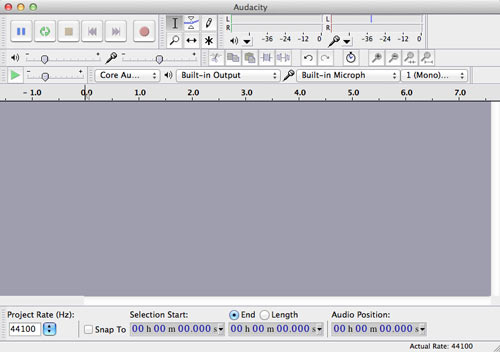 Audacity
L
R
-36 -24 -12 0
L
R
-36 -24 -12 0
Core Au...
Built-in Output
Built-in Microph
1 (Mono)...
- 1.0 0.0 1.0 2.0 3.0 4.0 5.0 6.0 7.0
Project Rate (Hz):
Selection Start:
End
Length
Audio Position:
44100
Snap To
00 h 00 m 00.000 s
00 h 00 m 00.000 s
00 h 00 m 00.000 s
Actual Rate: 44100